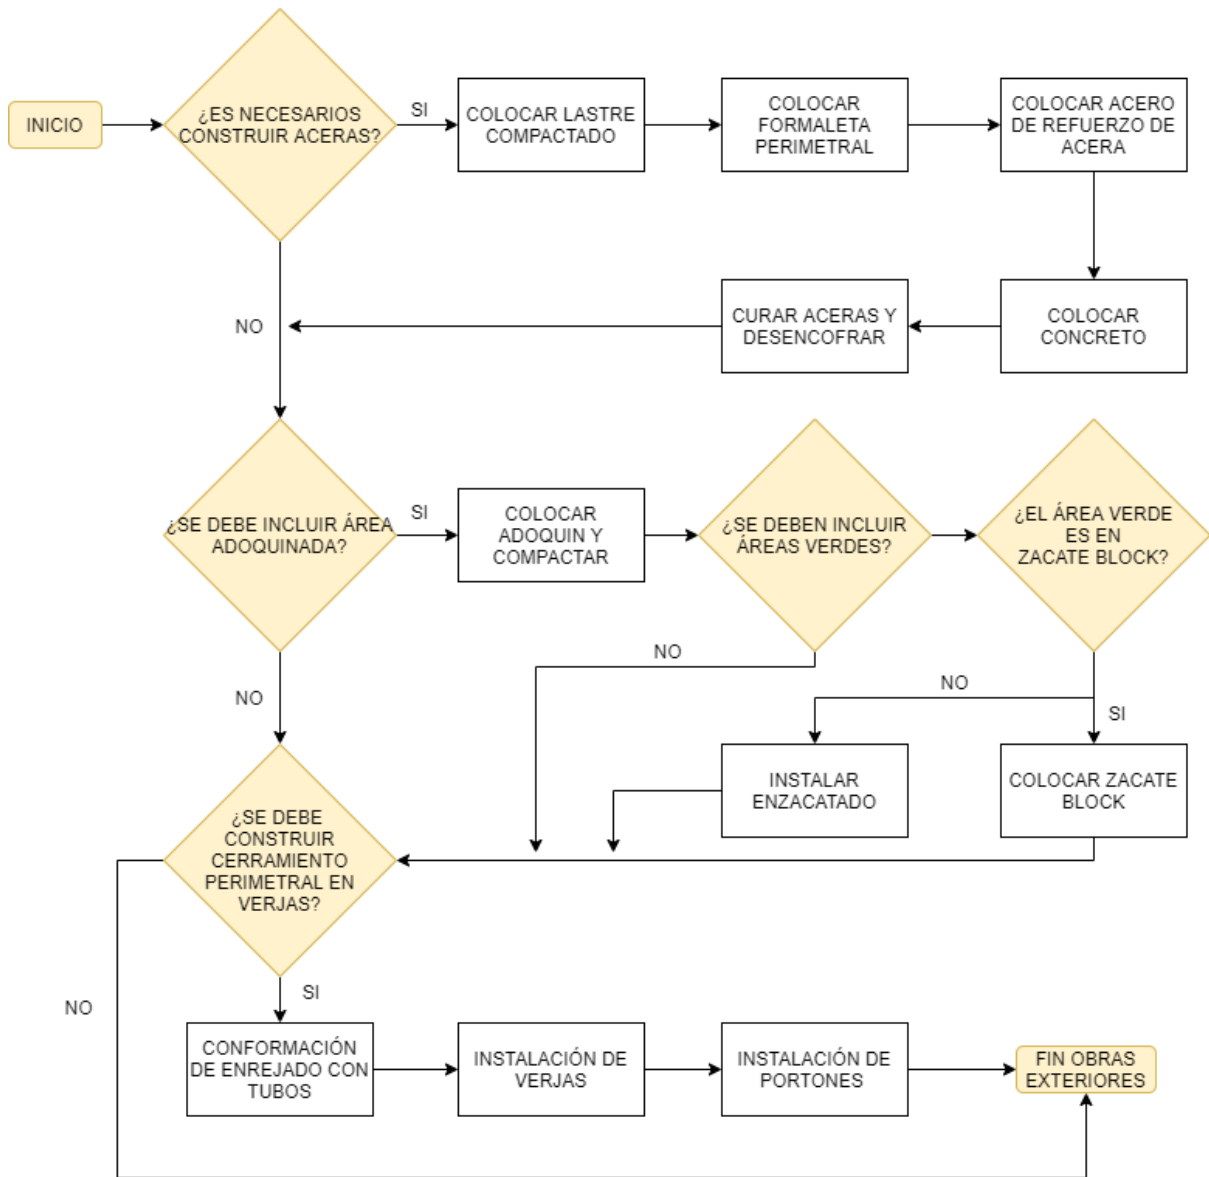 INICIO
¿ES NECESARIOS
CONSTRUIR ACERAS?
SI
COLOCAR LASTRE
COMPACTADO
COLOCAR
FORMALETA
PERIMETRAL
COLOCAR ACERO
DE REFUERZO DE
ACERA
NO
CURAR ACERAS Y
DESENCOFRAR
COLOCAR
CONCRETO
¿SE DEBE INCLUIR ÁREA
ADOQUINADA?
SI
COLOCAR
ADOQUIN Y
COMPACTAR
¿SE DEBEN INCLUIR
ÁREAS VERDES?
¿EL ÁREA VERDE
ES EN
ZACATE BLOCK?
NO
NO
NO
SI
INSTALAR
ENZACATADO
COLOCAR ZACATE
BLOCK
¿SE DEBE
CONSTRUIR
CERRAMIENTO
PERIMETRAL EN
VERJAS?
NO
SI
CONFORMACIÓN
DE ENREJADO CON
TUBOS
INSTALACIÓN DE
VERJAS
INSTALACIÓN DE
PORTONES
FIN OBRAS
EXTERIORES